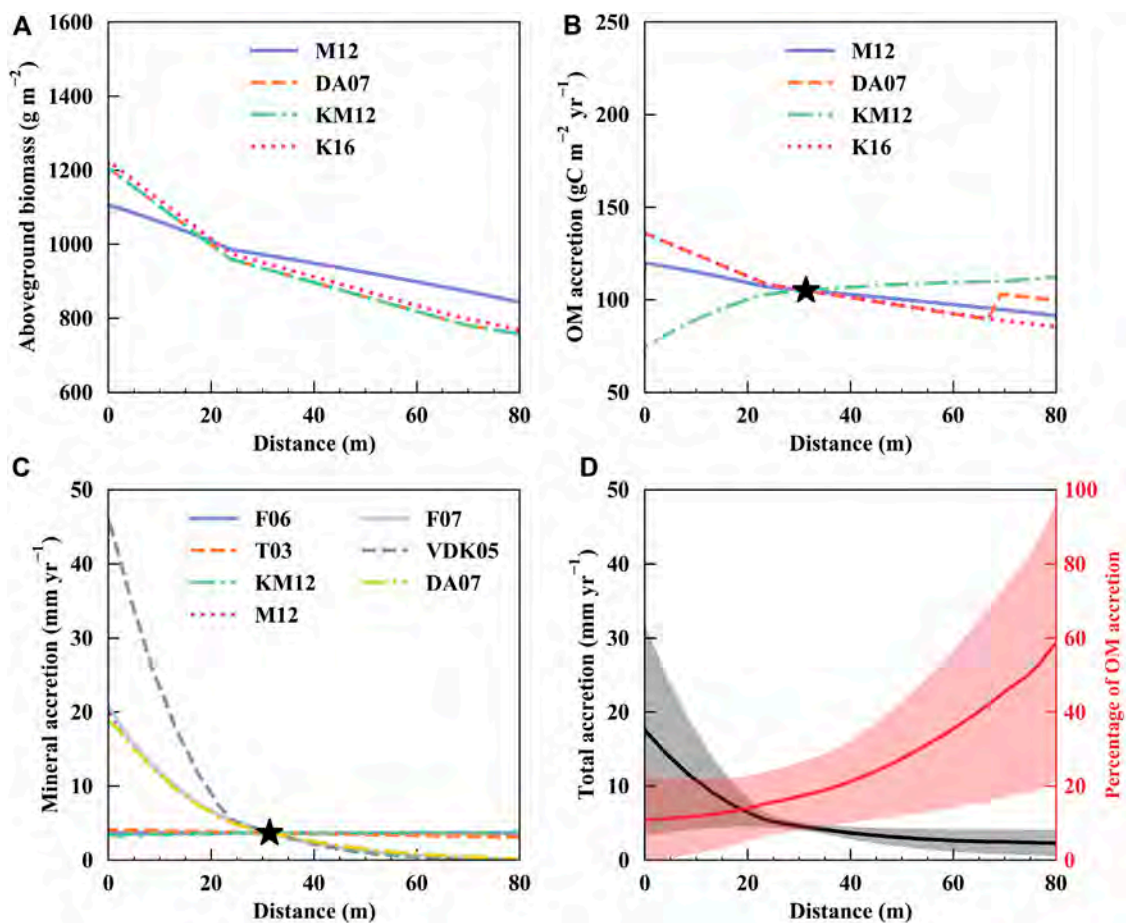 A
1600
1400
1200
1000
800
600
Aboveground biomass (g m⁻²)
M12
DA07
KM12
K16
0 20 40 60 80
Distance (m)
B
250
200
150
100
50
OM accretion (gC m⁻² yr⁻¹)
M12
DA07
KM12
K16
0 20 40 60 80
Distance (m)
C
50
40
30
20
10
0
Mineral accretion (mm yr⁻¹)
F06
T03
KM12
M12
F07
VDK05
DA07
0 20 40 60 80
Distance (m)
D
50
40
30
20
10
0
Total accretion (mm yr⁻¹)
100
80
60
40
20
0
Percentage of OM accretion
0 20 40 60 80
Distance (m)